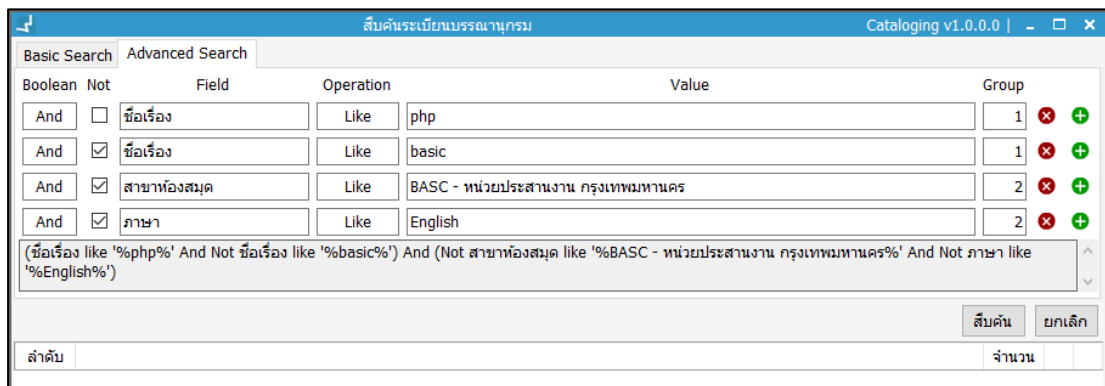 สืบค้นระเบียนบรรณานุกรม Cataloging v1.0.0.0 |
Basic Search Advanced Search
Boolean Not Field Operation Value Group
And ชื่อเรื่อง Like php 1
And ชื่อเรื่อง Like basic 1
And สาขาห้องสมุด Like BASC - หน่วยประสานงาน กรุงเทพมหานคร 2
And ภาษา Like English 2
(ชื่อเรื่อง like '%php%' And Not ชื่อเรื่อง like '%basic%') And (Not สาขาห้องสมุด like '%BASC - หน่วยประสานงาน กรุงเทพมหานคร%' And Not ภาษา like
'%English%')
สืบค้น ยกเลิก
ลำดับ จำนวน